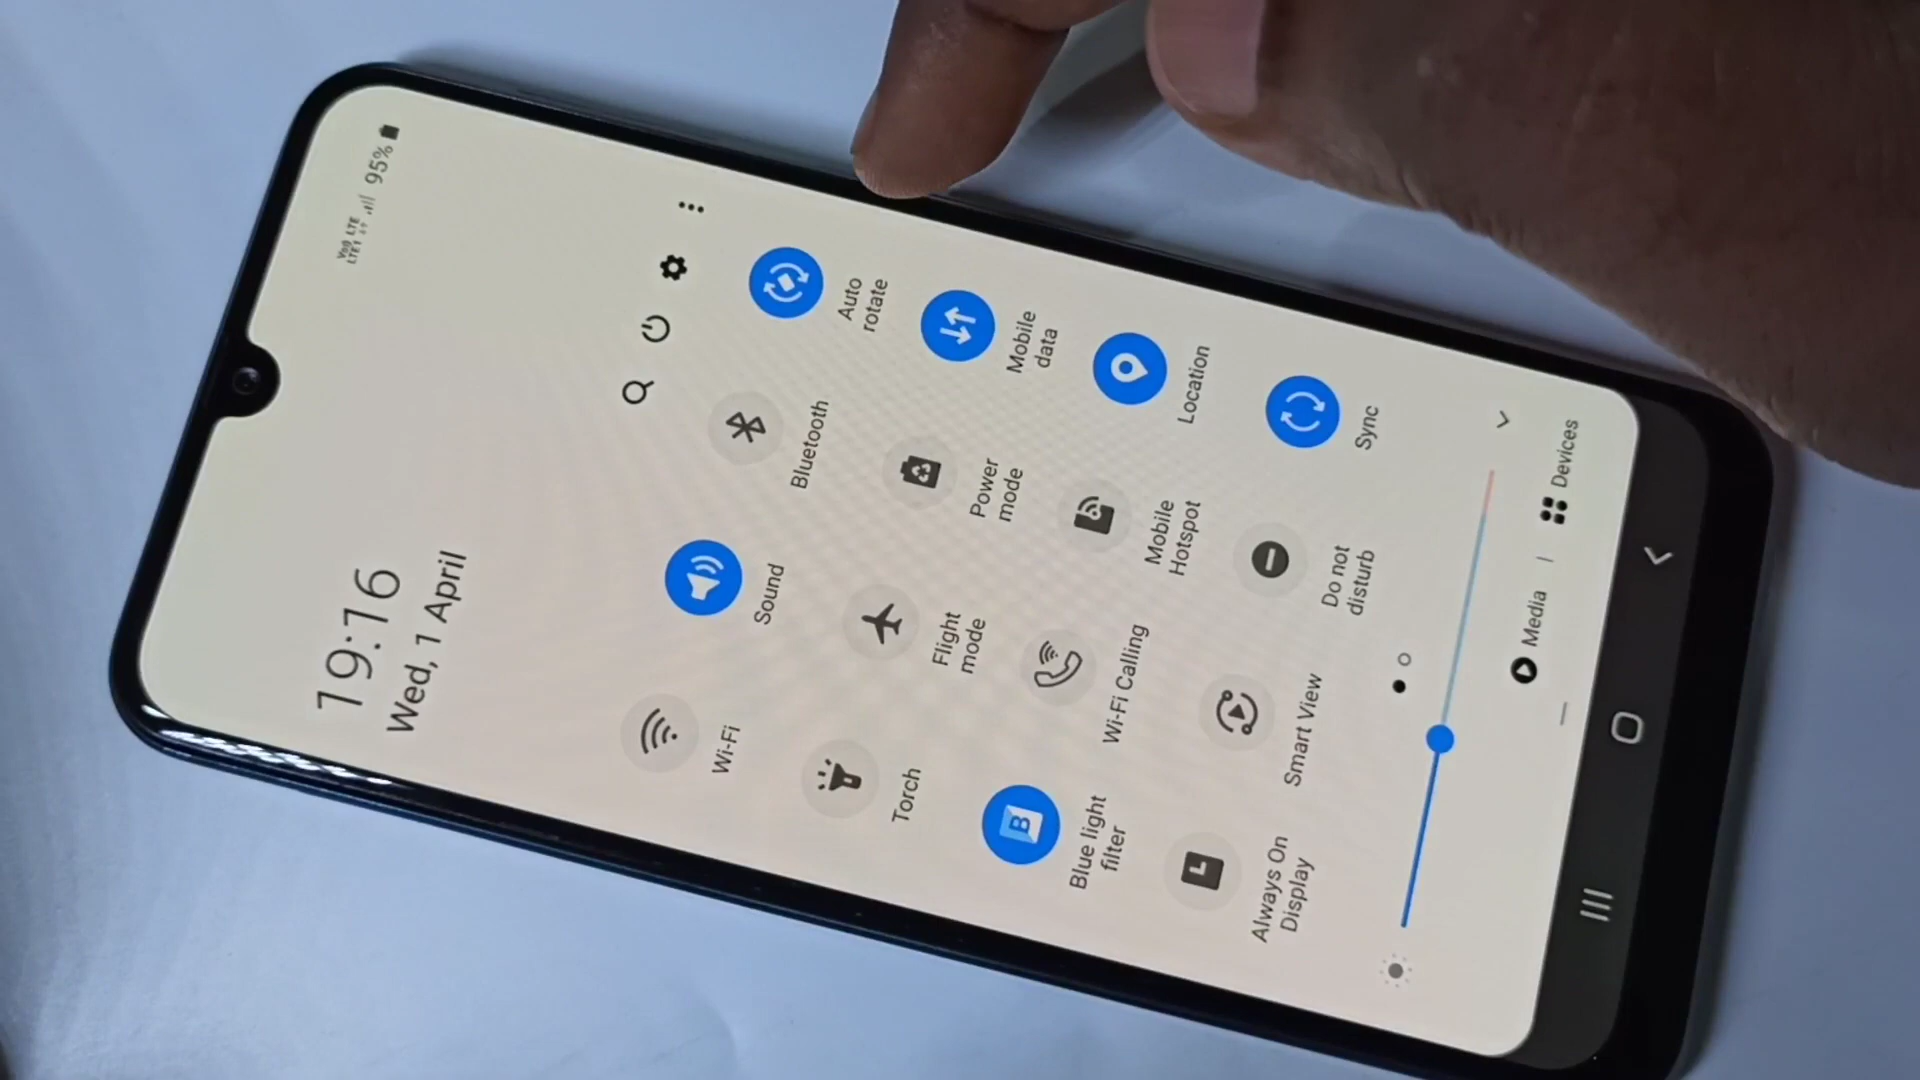 Vo)) LTE
LTE1
95%
19:16
Wed, 1 April
Wi-Fi
Sound
Bluetooth
Auto
rotate
Torch
Flight
mode
Power
mode
Mobile
data
Blue light
filter
Wi-Fi Calling
Mobile
Hotspot
Location
Always On
Display
Smart View
Do not
disturb
Sync
Media | Devices